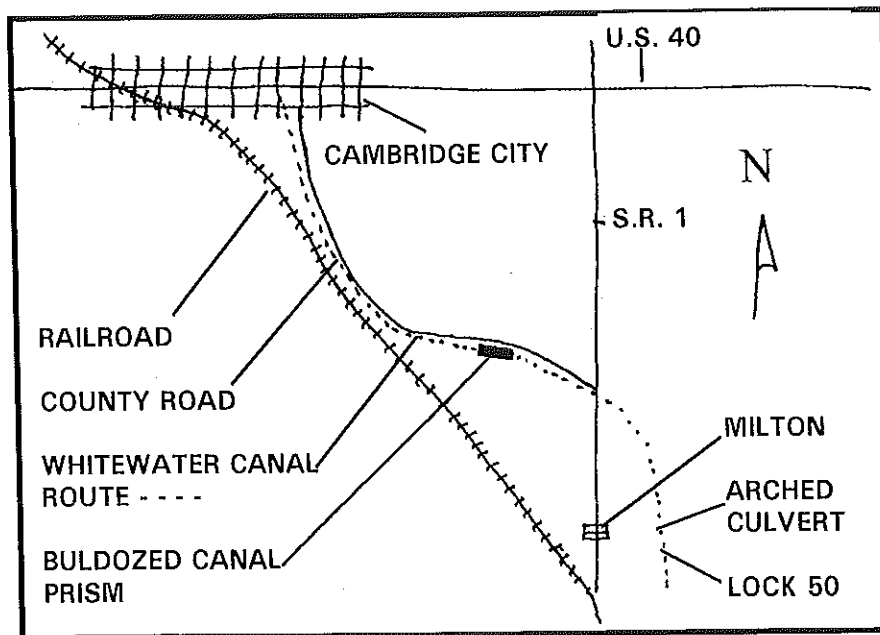 U.S. 40
CAMBRIDGE CITY
N
S.R. 1
RAILROAD
COUNTY ROAD
WHITEWATER CANAL
ROUTE ----
BULDOZED CANAL
PRISM
MILTON
ARCHED
CULVERT
LOCK 50